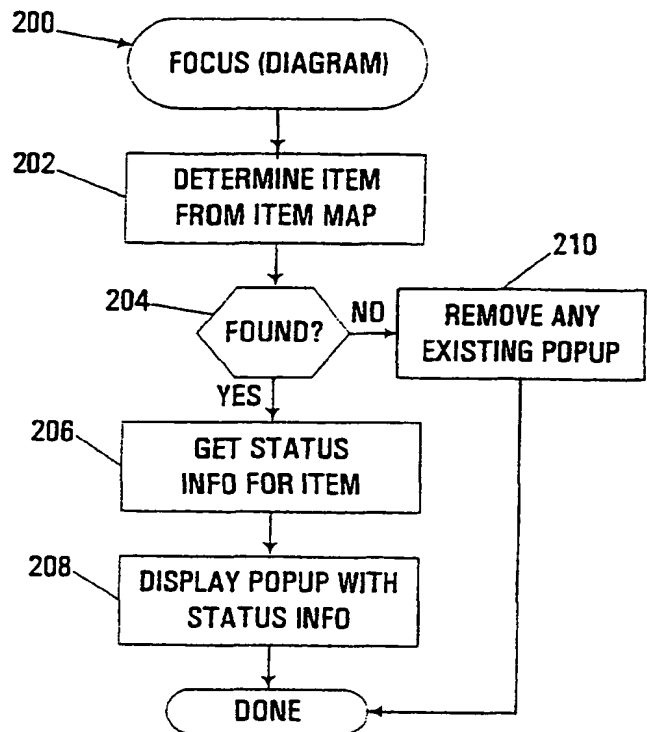 200
FOCUS (DIAGRAM)
202
DETERMINE ITEM
FROM ITEM MAP
204
FOUND?
NO
210
REMOVE ANY
EXISTING POPUP
YES
206
GET STATUS
INFO FOR ITEM
208
DISPLAY POPUP WITH
STATUS INFO
DONE